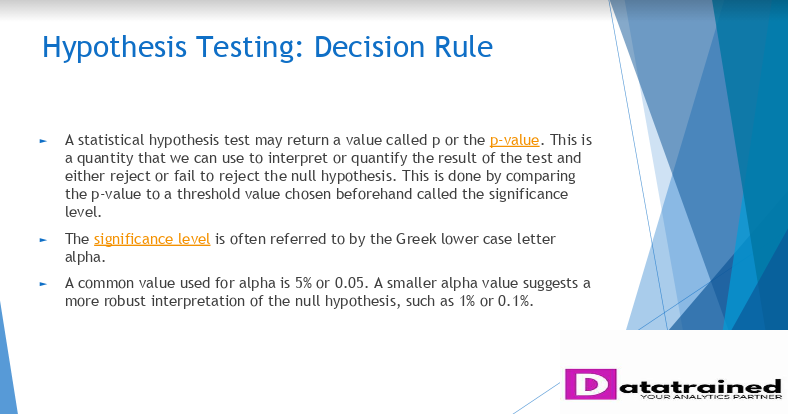 Hypothesis Testing: Decision Rule
► A statistical hypothesis test may return a value called p or the p-value. This is
a quantity that we can use to interpret or quantify the result of the test and
either reject or fail to reject the null hypothesis. This is done by comparing
the p-value to a threshold value chosen beforehand called the significance
level.
► The significance level is often referred to by the Greek lower case letter
alpha.
► A common value used for alpha is 5% or 0.05. A smaller alpha value suggests a
more robust interpretation of the null hypothesis, such as 1% or 0.1%.
Datatrained
YOUR ANALYTICS PARTNER